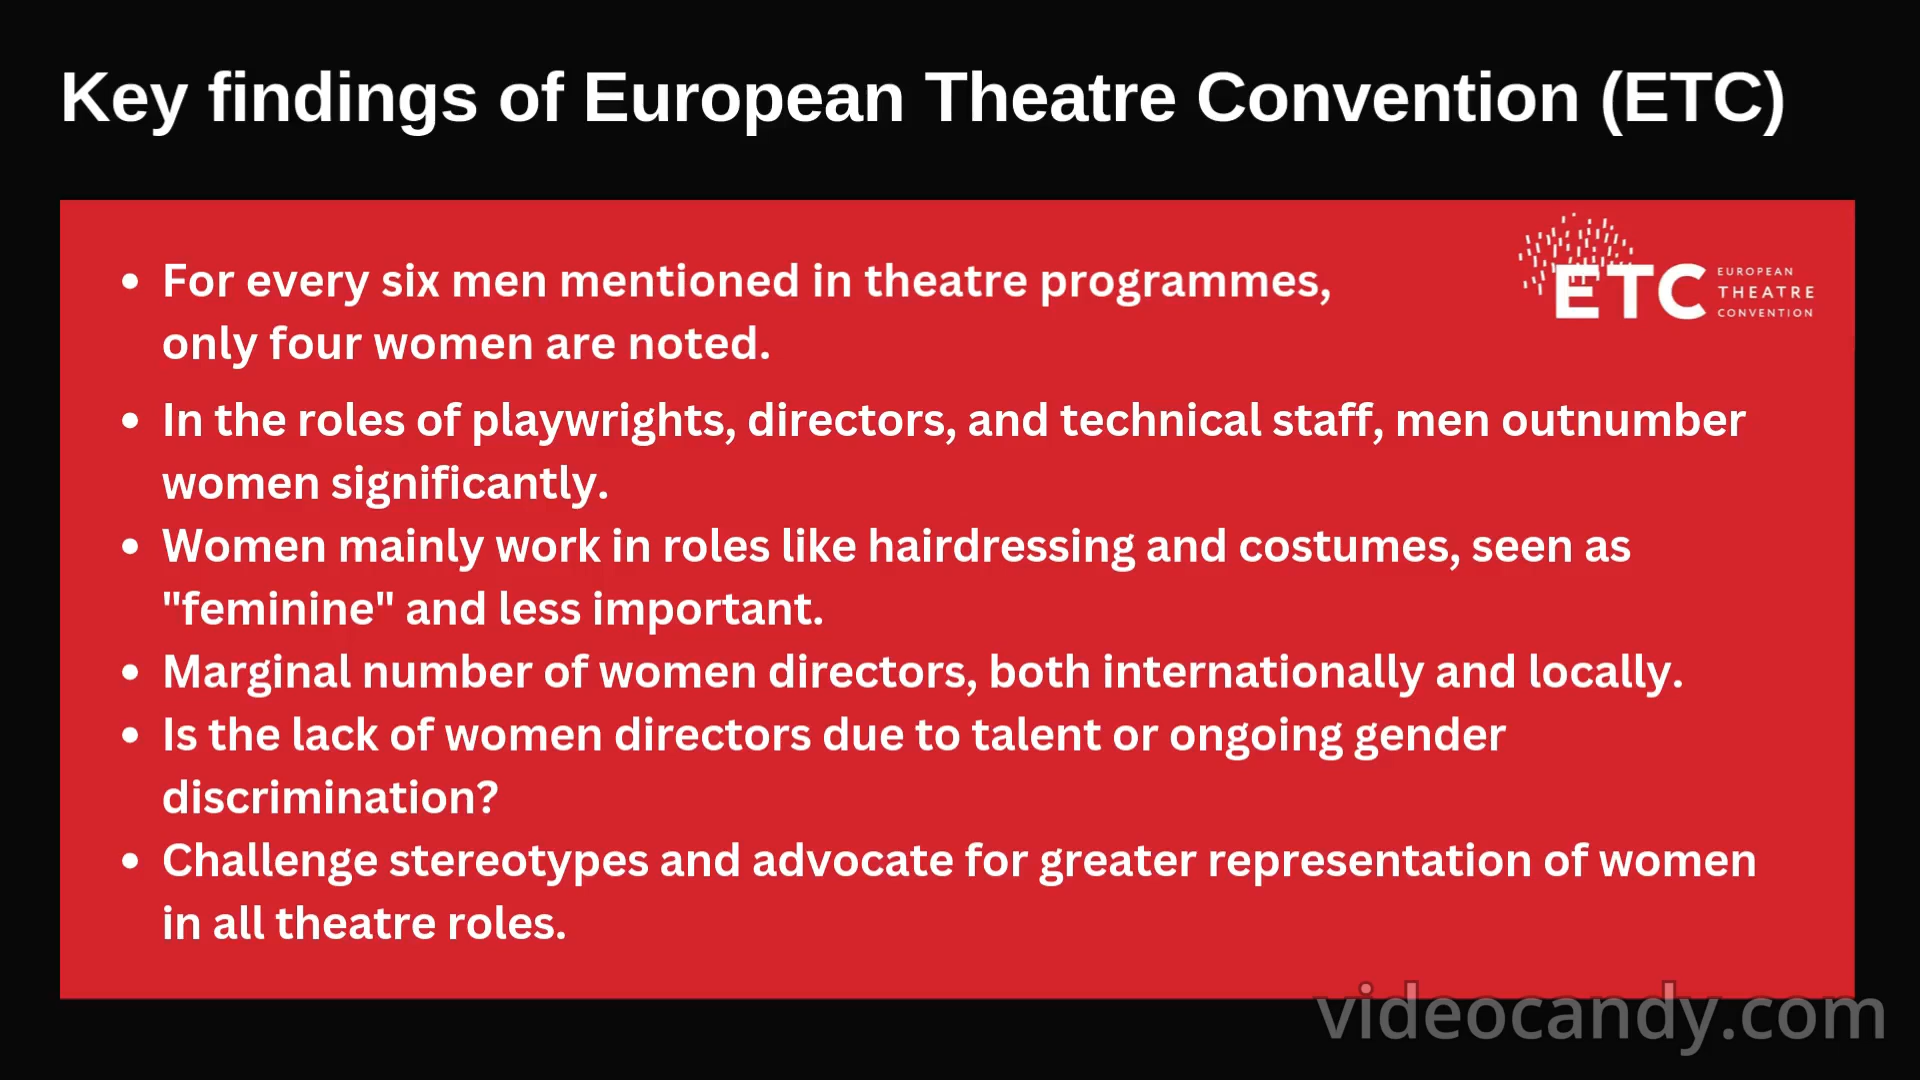 Key findings of European Theatre Convention (ETC)
ETC EUROPEAN
THEATRE
CONVENTION
• For every six men mentioned in theatre programmes,
only four women are noted.
• In the roles of playwrights, directors, and technical staff, men outnumber
women significantly.
• Women mainly work in roles like hairdressing and costumes, seen as
"feminine" and less important.
• Marginal number of women directors, both internationally and locally.
• Is the lack of women directors due to talent or ongoing gender
discrimination?
• Challenge stereotypes and advocate for greater representation of women
in all theatre roles.
videocandy.com